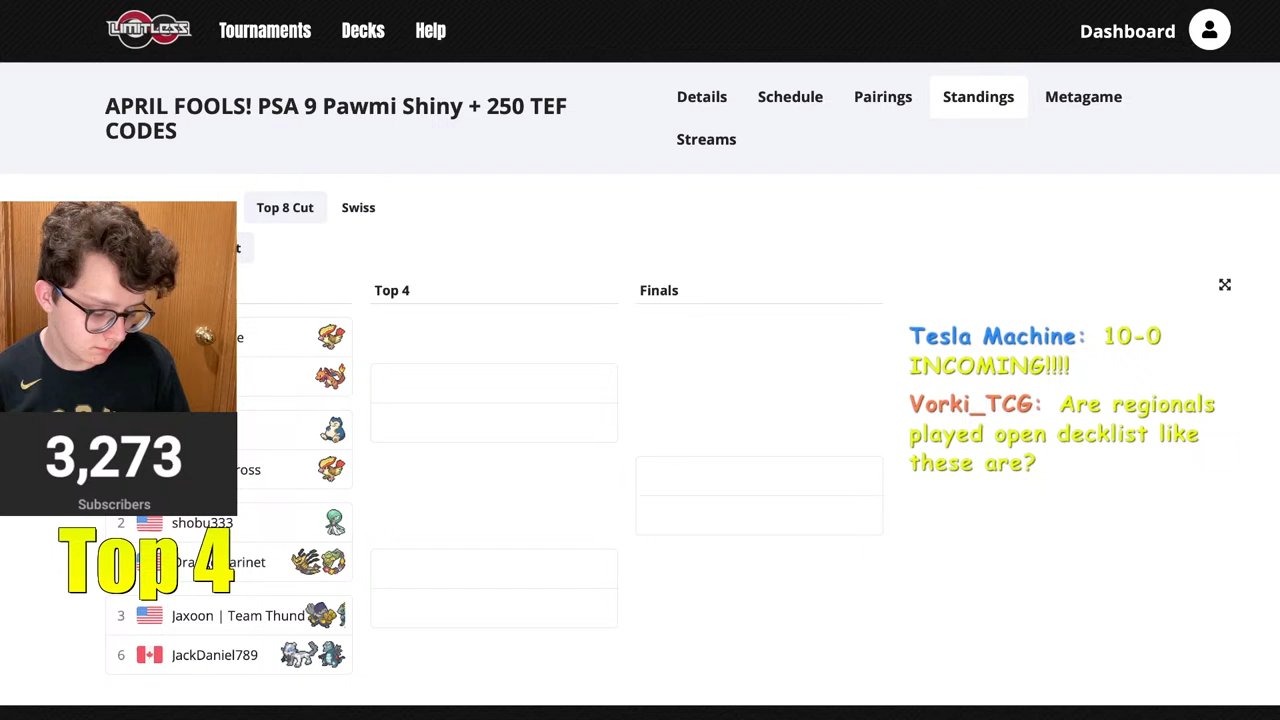 LIMITLESS
Tournaments
Decks
Help
Dashboard
APRIL FOOLS! PSA 9 Pawmi Shiny + 250 TEF
CODES
Details
Schedule
Pairings
Standings
Metagame
Streams
Top 8 Cut
Swiss
Top 4
Finals
Tesla Machine: 10-0
INCOMING!!!!
Vorki_TCG: Are regionals
played open decklist like
these are?
3,273
Subscribers
2 shobu333
Top 4
3 Jaxoon | Team Thund
6 JackDaniel789